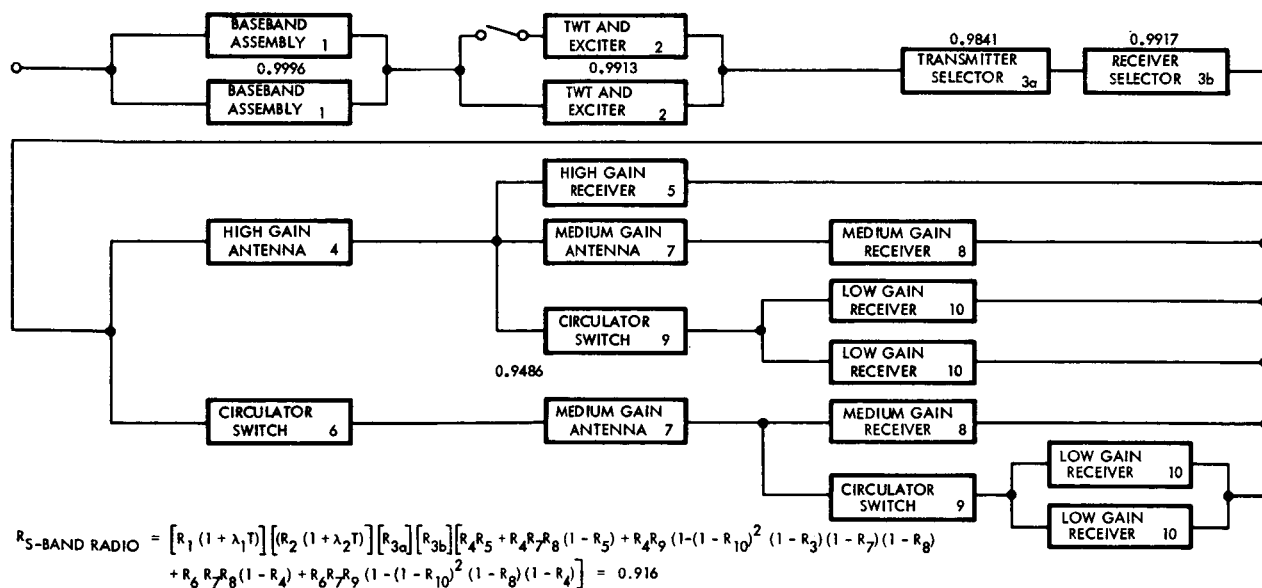 BASEBAND
ASSEMBLY 1
0.9996
BASEBAND
ASSEMBLY 1
TWT AND
EXCITER 2
0.9913
TWT AND
EXCITER 2
0.9841
TRANSMITTER
SELECTOR 3a
0.9917
RECEIVER
SELECTOR 3b
HIGH GAIN
RECEIVER 5
HIGH GAIN
ANTENNA 4
MEDIUM GAIN
ANTENNA 7
MEDIUM GAIN
RECEIVER 8
LOW GAIN
RECEIVER 10
CIRCULATOR
SWITCH 9
LOW GAIN
RECEIVER 10
0.9486
CIRCULATOR
SWITCH 6
MEDIUM GAIN
ANTENNA 7
MEDIUM GAIN
RECEIVER 8
LOW GAIN
RECEIVER 10
CIRCULATOR
SWITCH 9
LOW GAIN
RECEIVER 10
R_S-BAND RADIO = [R₁ (1 + λ₁T)] [(R₂ (1 + λ₂T)] [R₃ₐ] [R₃b] [R₄R₅ + R₄R₇R₈ (1 - R₅) + R₄R₉ (1-(1 - R₁₀)² (1 - R₃)(1 - R₇)(1 - R₈)
+ R₆ R₇R₈(1 - R₄) + R₆R₇R₉ (1 - (1 - R₁₀)² (1 - R₈)(1 - R₄)] = 0.916